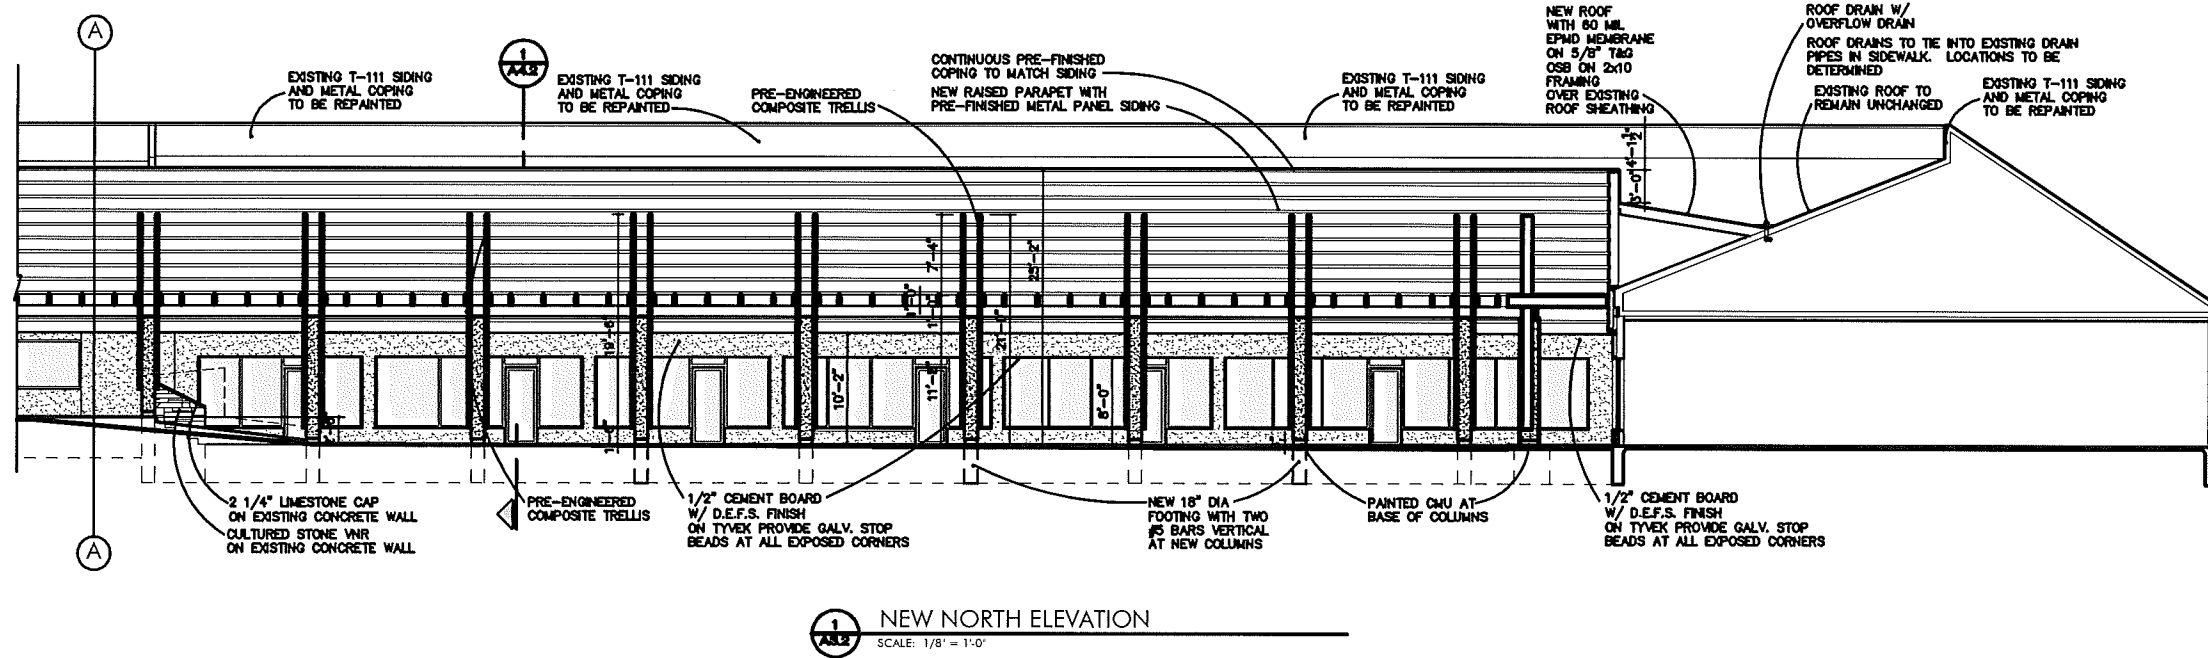 A
EXISTING T-111 SIDING
AND METAL COPING
TO BE REPAINTED
1
A4.2
EXISTING T-111 SIDING
AND METAL COPING
TO BE REPAINTED
PRE-ENGINEERED
COMPOSITE TRELLIS
CONTINUOUS PRE-FINISHED
COPING TO MATCH SIDING
NEW RAISED PARAPET WITH
PRE-FINISHED METAL PANEL SIDING
EXISTING T-111 SIDING
AND METAL COPING
TO BE REPAINTED
NEW ROOF
WITH 60 MIL
EPMD MEMBRANE
ON 5/8" T&G
OSB ON 2x10
FRAMING
OVER EXISTING
ROOF SHEATHING
ROOF DRAIN W/
OVERFLOW DRAIN
ROOF DRAINS TO TIE INTO EXISTING DRAIN
PIPES IN SIDEWALK. LOCATIONS TO BE
DETERMINED
EXISTING ROOF TO
REMAIN UNCHANGED
EXISTING T-111 SIDING
AND METAL COPING
TO BE REPAINTED
4'-1½"
5'-0"
7'-4"
25'-2"
1'-0"
1'-0"
19'-6"
21'-0"
10'-2"
8'-0"
A
2 1/4" LIMESTONE CAP
ON EXISTING CONCRETE WALL
CULTURED STONE VNR
ON EXISTING CONCRETE WALL
PRE-ENGINEERED
COMPOSITE TRELLIS
1/2" CEMENT BOARD
W/ D.E.F.S. FINISH
ON TYVEK PROVIDE GALV. STOP
BEADS AT ALL EXPOSED CORNERS
NEW 18" DIA
FOOTING WITH TWO
#5 BARS VERTICAL
AT NEW COLUMNS
PAINTED CMU AT
BASE OF COLUMNS
1/2" CEMENT BOARD
W/ D.E.F.S. FINISH
ON TYVEK PROVIDE GALV. STOP
BEADS AT ALL EXPOSED CORNERS
1
A3.2
NEW NORTH ELEVATION
SCALE: 1/8" = 1'-0"